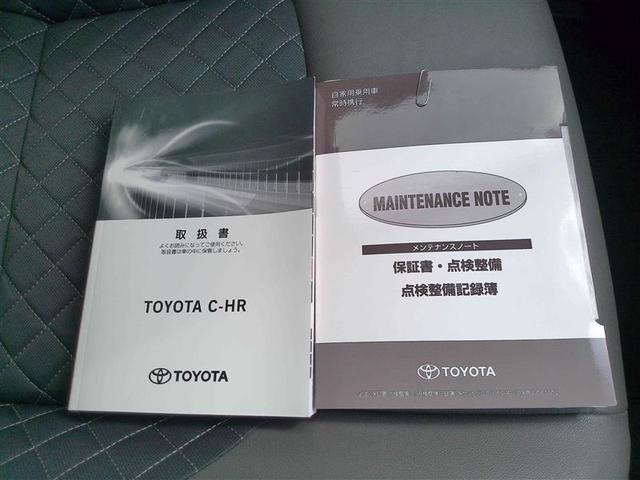 取扱書
よくお読みになってご使用ください。
取扱書は車の中に保管しましょう。
TOYOTA C-HR
TOYOTA
自家用乗用車
常時携行
MAINTENANCE NOTE
メンテナンスノート
保証書・点検整備
点検整備記録簿
TOYOTA